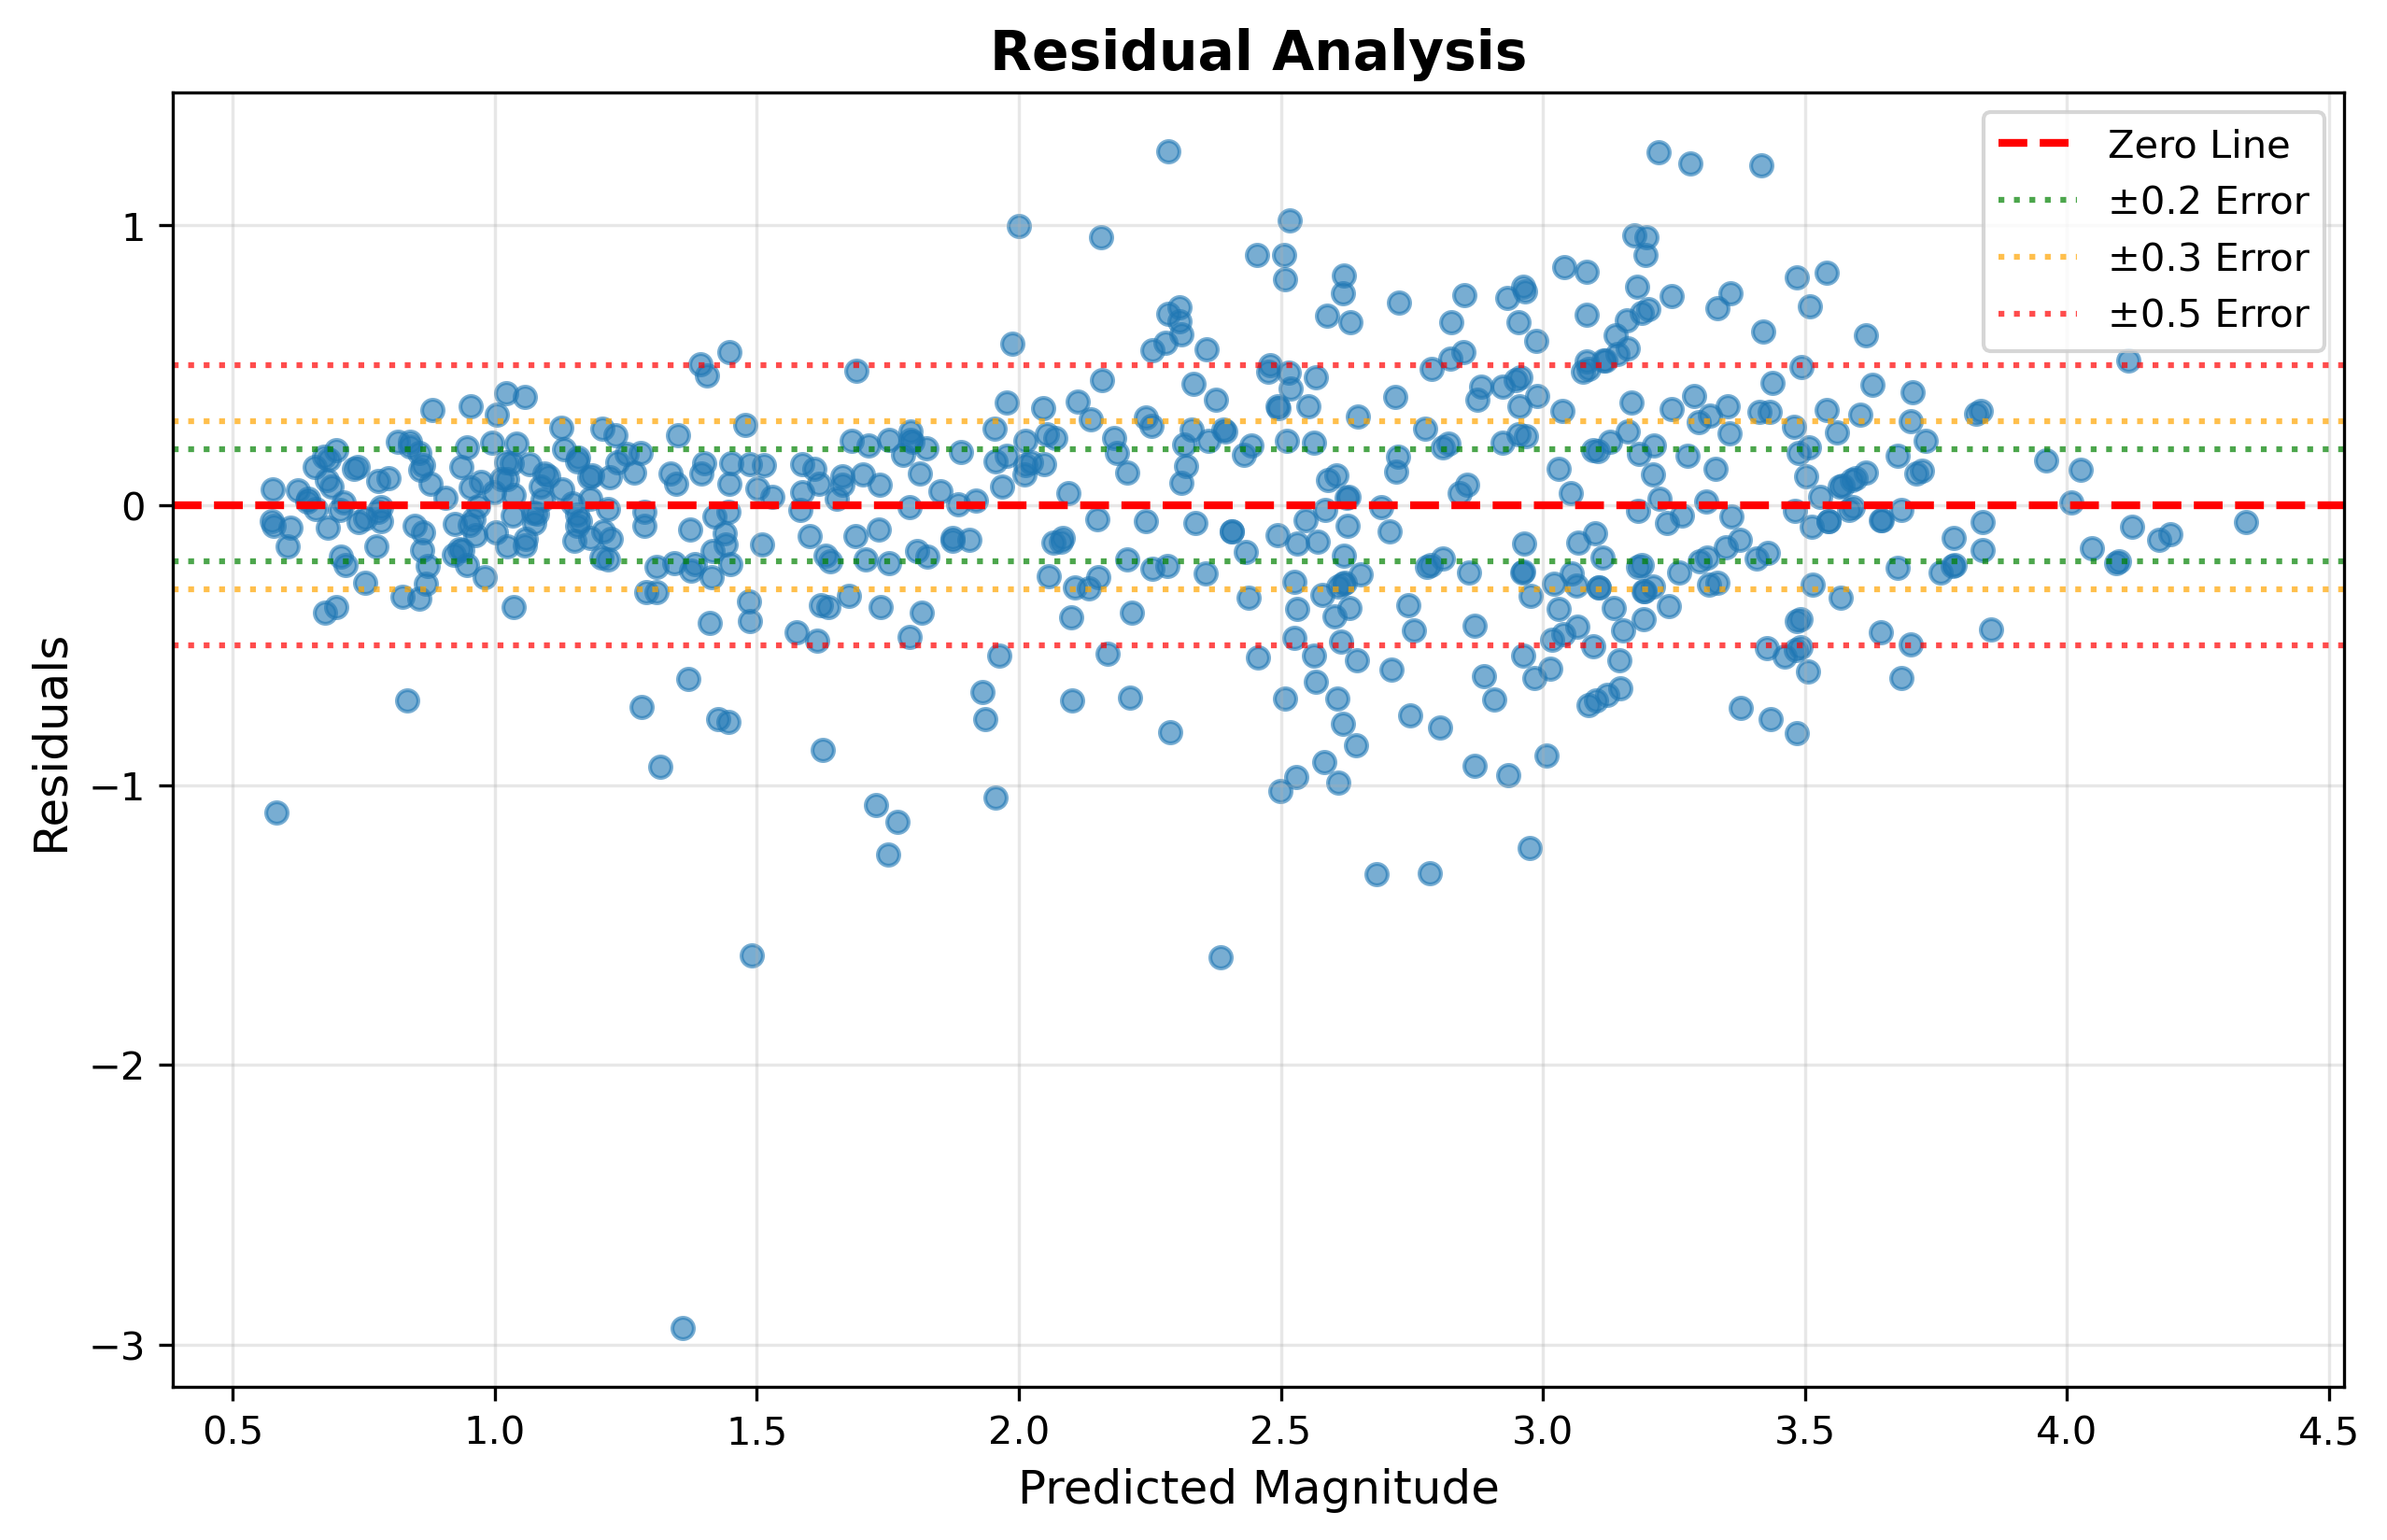 Residual Analysis
Zero Line
±0.2 Error
±0.3 Error
±0.5 Error
1
0
−1
−2
−3
Residuals
0.5 1.0 1.5 2.0 2.5 3.0 3.5 4.0 4.5
Predicted Magnitude